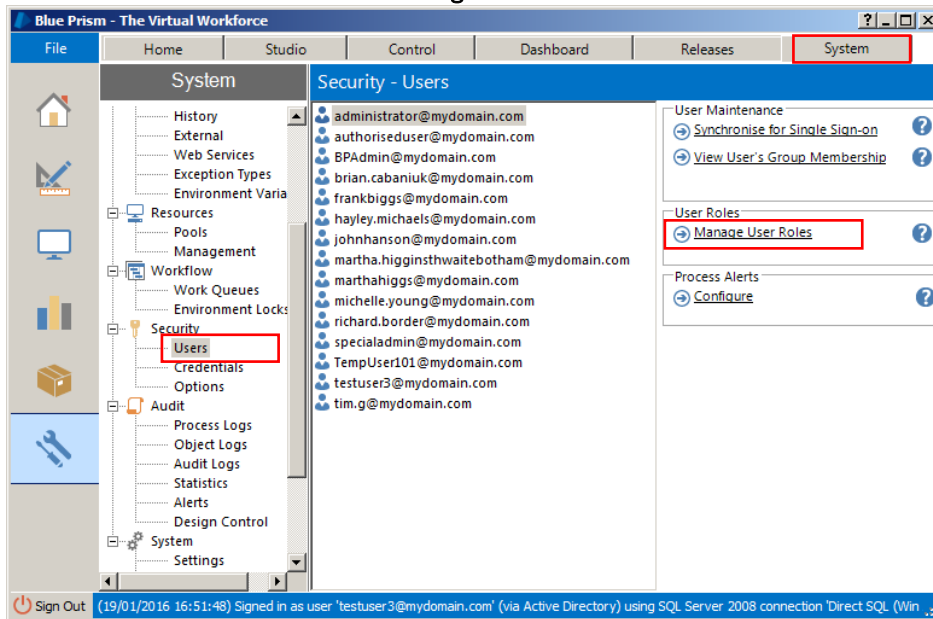 Blue Prism - The Virtual Workforce
File
Home
Studio
Control
Dashboard
Releases
System
System
History
External
Web Services
Exception Types
Environment Varia
Resources
Pools
Management
Workflow
Work Queues
Environment Locks
Security
Users
Credentials
Options
Audit
Process Logs
Object Logs
Audit Logs
Statistics
Alerts
Design Control
System
Settings
Security - Users
administrator@mydomain.com
authoriseduser@mydomain.com
BPAdmin@mydomain.com
brian.cabaniuk@mydomain.com
frankbiggs@mydomain.com
hayley.michaels@mydomain.com
johnhanson@mydomain.com
martha.higginsthwaitebotham@mydomain.com
marthahiggs@mydomain.com
michelle.young@mydomain.com
richard.border@mydomain.com
specialadmin@mydomain.com
TempUser101@mydomain.com
testuser3@mydomain.com
tim.g@mydomain.com
User Maintenance
Synchronise for Single Sign-on
View User's Group Membership
User Roles
Manage User Roles
Process Alerts
Configure
Sign Out
(19/01/2016 16:51:48) Signed in as user 'testuser3@mydomain.com' (via Active Directory) using SQL Server 2008 connection 'Direct SQL (Win